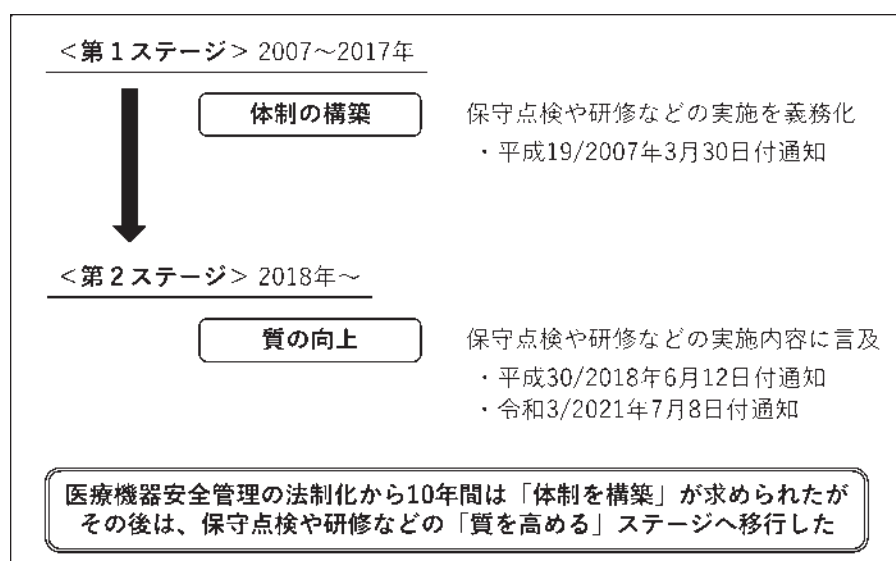 ＜第１ステージ＞ 2007～2017年
体制の構築
保守点検や研修などの実施を義務化
・平成19/2007年3月30日付通知
＜第２ステージ＞ 2018年～
質の向上
保守点検や研修などの実施内容に言及
・平成30/2018年6月12日付通知
・令和3/2021年7月8日付通知
医療機器安全管理の法制化から10年間は「体制を構築」が求められたが
その後は、保守点検や研修などの「質を高める」ステージへ移行した